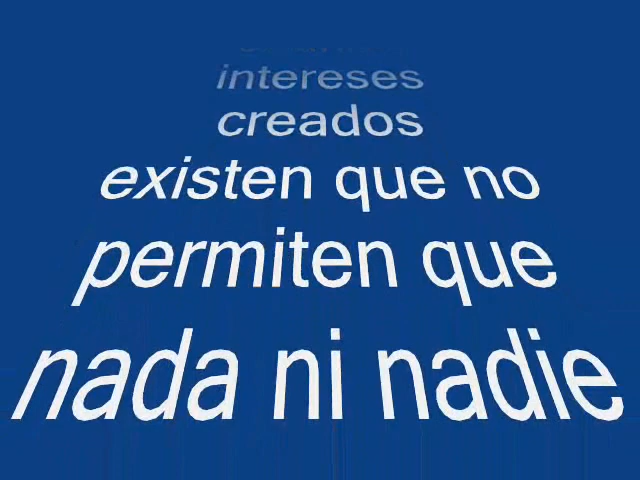 intereses
creados
existen que no
permiten que
nada ni nadie